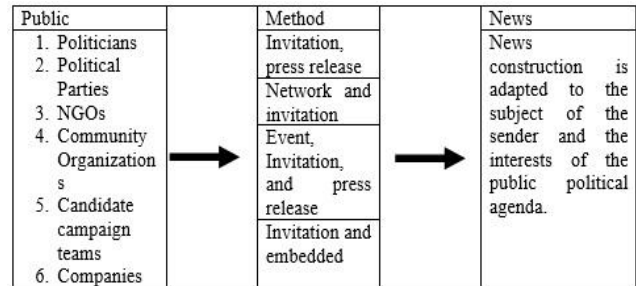 Public
1. Politicians
2. Political
Parties
3. NGOs
4. Community
Organization
s
5. Candidate
campaign
teams
6. Companies
Method
Invitation,
press release
Network and
invitation
Event,
Invitation,
and press
release
Invitation and
embedded
News
News
construction is
adapted to the
subject of the
sender and the
interests of the
public political
agenda.